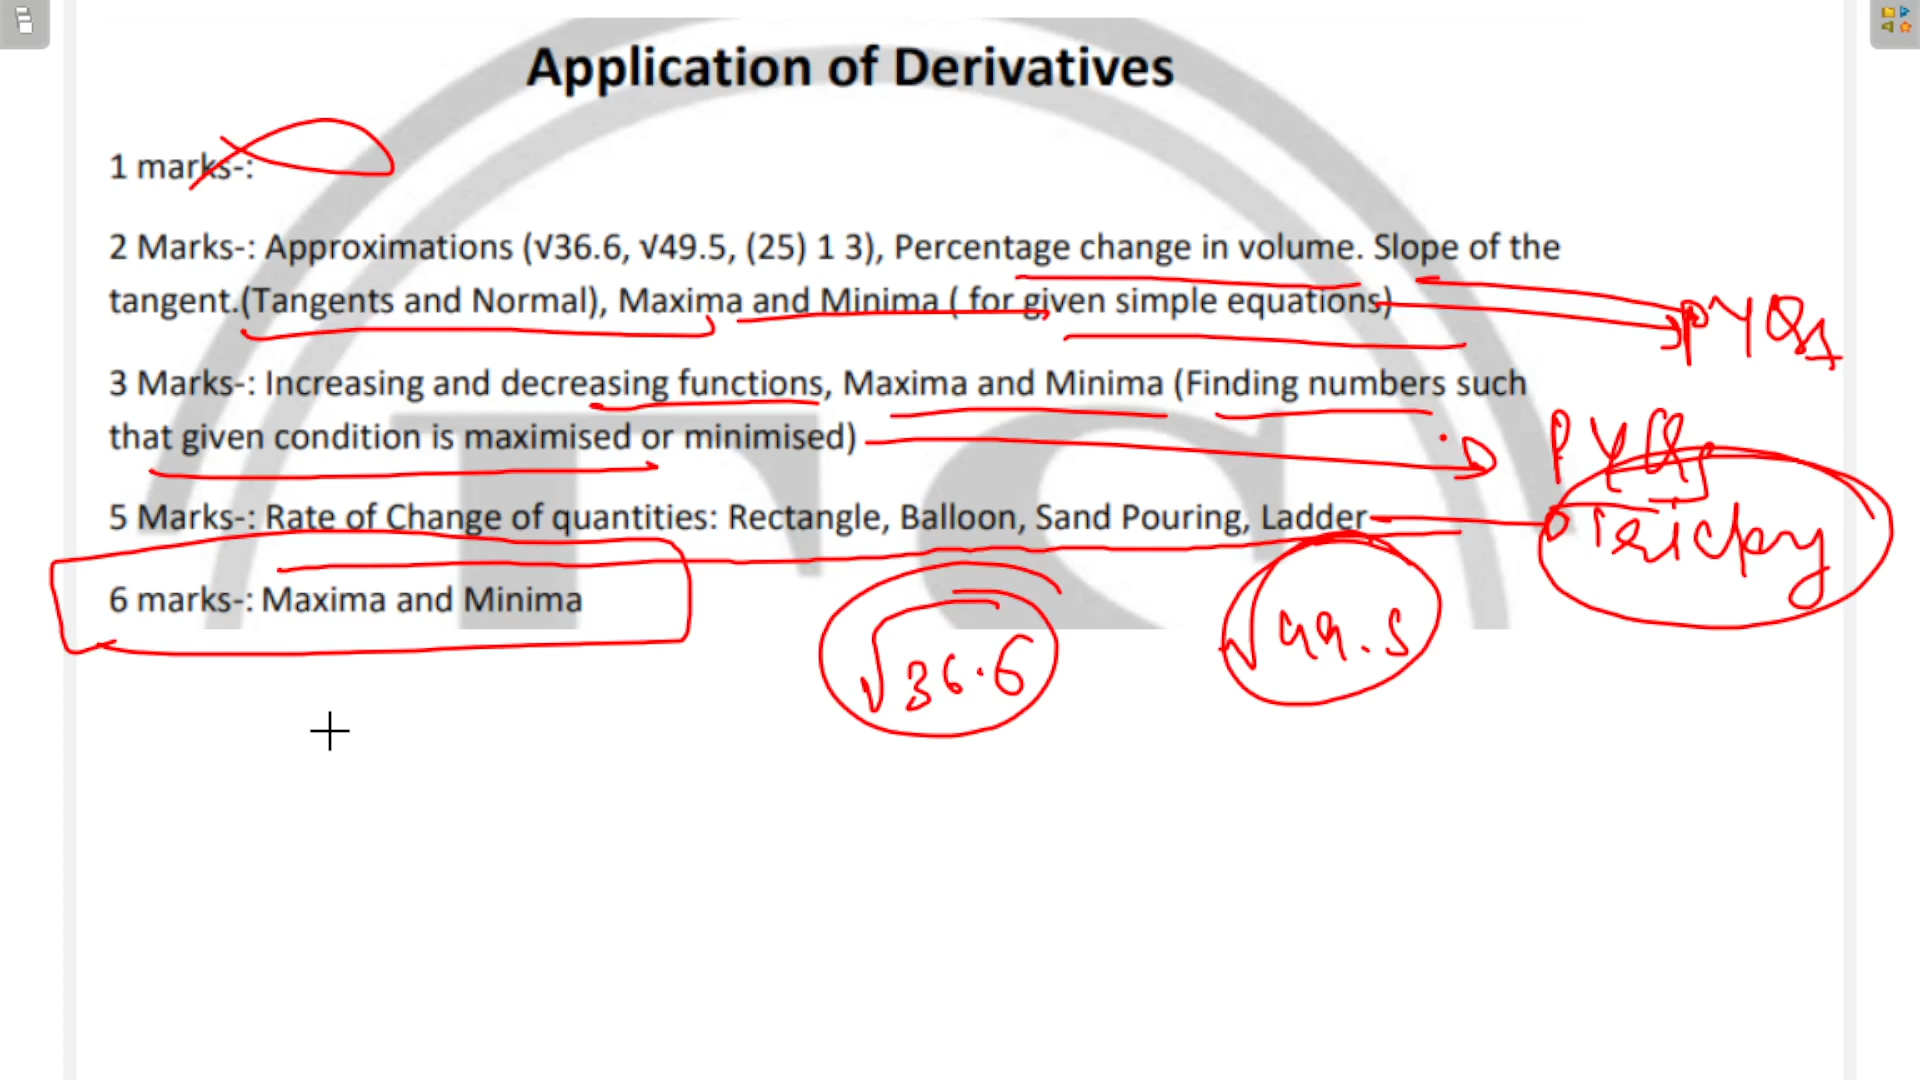 Application of Derivatives
1 marks-:
2 Marks-: Approximations (√36.6, √49.5, (25) 1 3), Percentage change in volume. Slope of the
tangent.(Tangents and Normal), Maxima and Minima ( for given simple equations)
PYQs
3 Marks-: Increasing and decreasing functions, Maxima and Minima (Finding numbers such
that given condition is maximised or minimised)
PYQs
5 Marks-: Rate of Change of quantities: Rectangle, Balloon, Sand Pouring, Ladder
Tricky
6 marks-: Maxima and Minima
√36.6
√49.5
TC